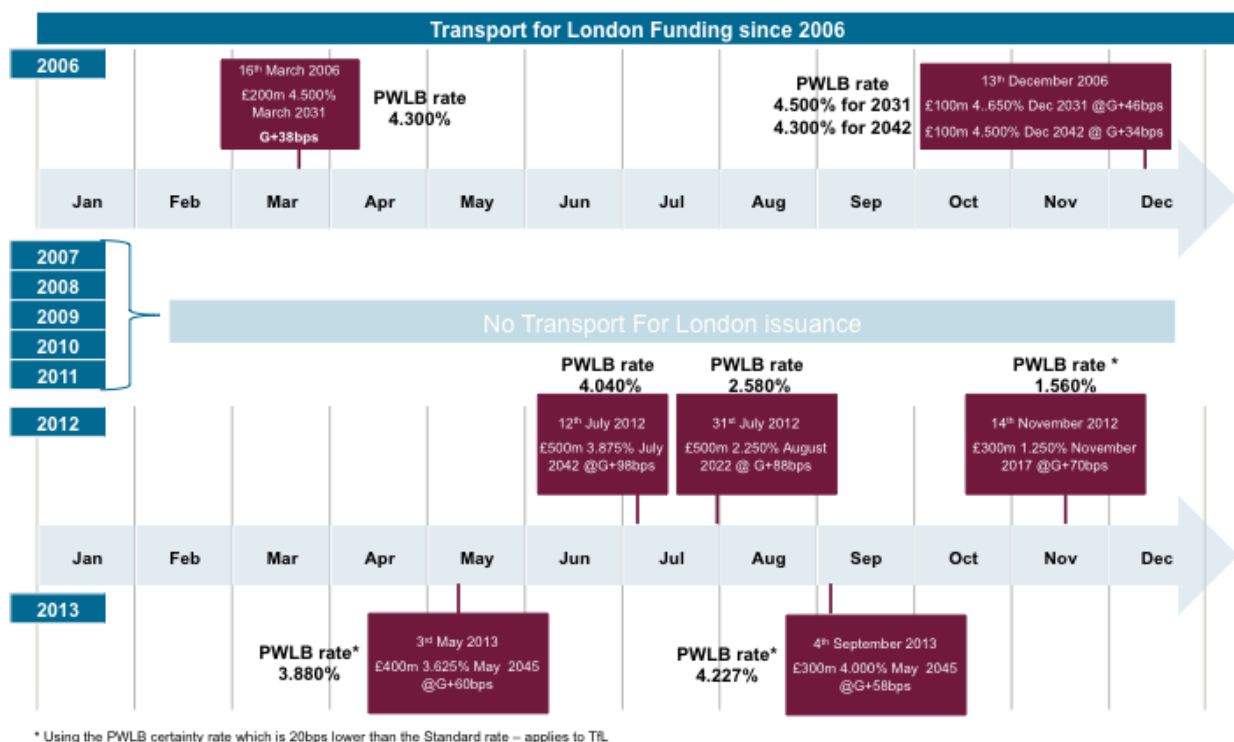 Transport for London Funding since 2006
2006
16th March 2006
£200m 4.500%
March 2031
G+38bps
PWLB rate
4.300%
PWLB rate
4.500% for 2031
4.300% for 2042
13th December 2006
£100m 4..650% Dec 2031 @G+46bps
£100m 4.500% Dec 2042 @ G+34bps
Jan Feb Mar Apr May Jun Jul Aug Sep Oct Nov Dec
2007
2008
2009
2010
2011
No Transport For London issuance
PWLB rate
4.040%
PWLB rate
2.580%
PWLB rate *
1.560%
2012
12th July 2012
£500m 3.875% July
2042 @G+98bps
31st July 2012
£500m 2.250% August
2022 @ G+88bps
14th November 2012
£300m 1.250% November
2017 @G+70bps
Jan Feb Mar Apr May Jun Jul Aug Sep Oct Nov Dec
2013
PWLB rate*
3.880%
3rd May 2013
£400m 3.625% May 2045
@G+60bps
PWLB rate*
4.227%
4th September 2013
£300m 4.000% May 2045
@G+58bps
* Using the PWLB certainty rate which is 20bps lower than the Standard rate – applies to TfL